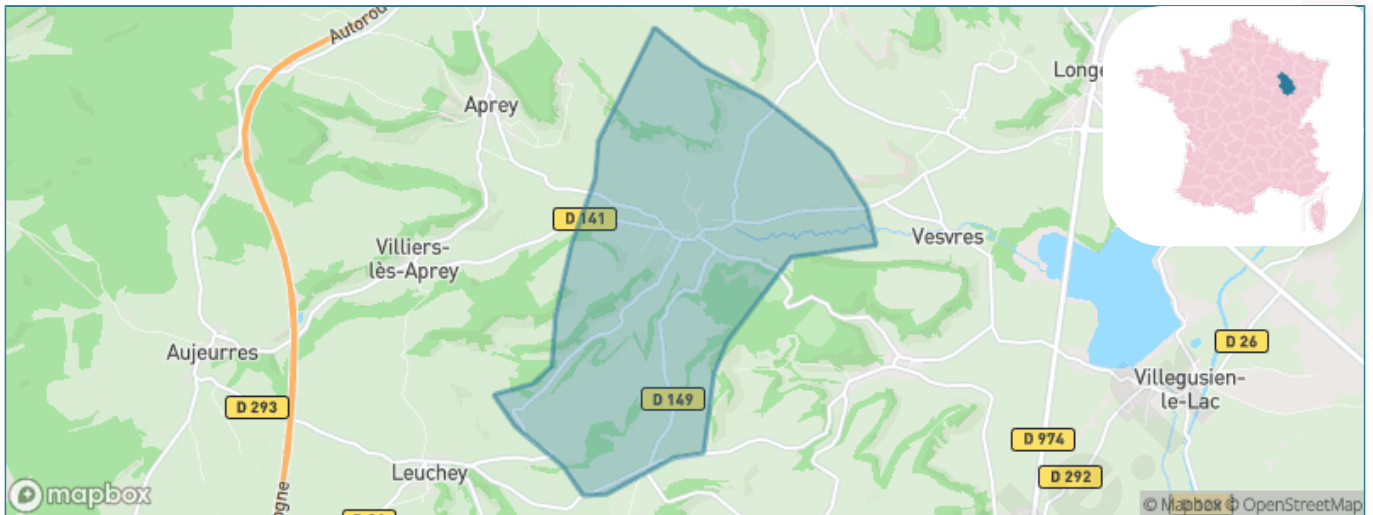 Autorou
Longe
Aprey
D 141
Vesvres
Villiers-
lès-Aprey
D 26
Aujeurres
Villegusien-
le-Lac
D 293
D 149
D 974
Leuchey
D 292
ogne
mapbox
© Mapbox © OpenStreetMap